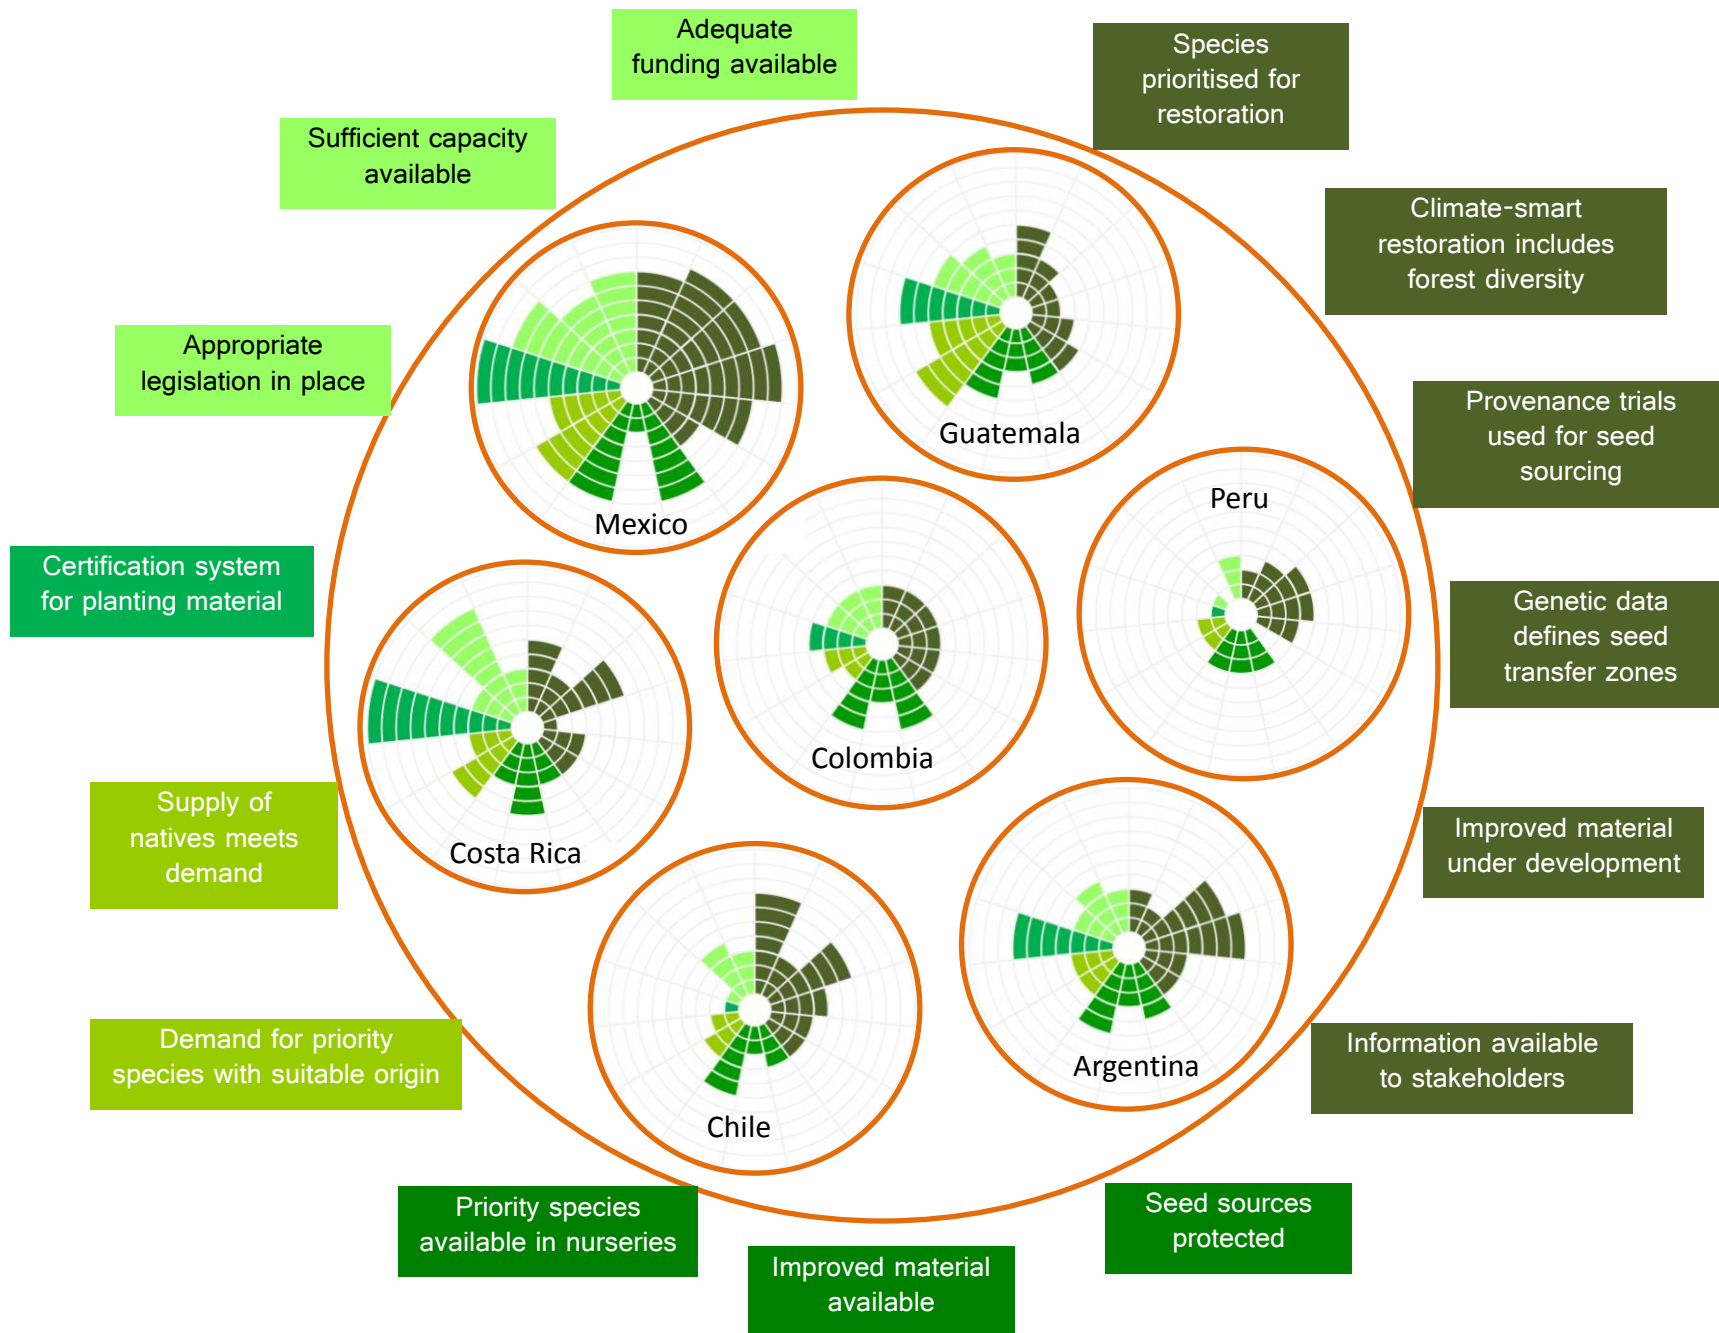 Adequate
funding available
Species
prioritised for
restoration
Sufficient capacity
available
Climate-smart
restoration includes
forest diversity
Appropriate
legislation in place
Provenance trials
used for seed
sourcing
Guatemala
Peru
Mexico
Certification system
for planting material
Genetic data
defines seed
transfer zones
Colombia
Supply of
natives meets
demand
Costa Rica
Improved material
under development
Demand for priority
species with suitable origin
Argentina
Information available
to stakeholders
Chile
Priority species
available in nurseries
Seed sources
protected
Improved material
available